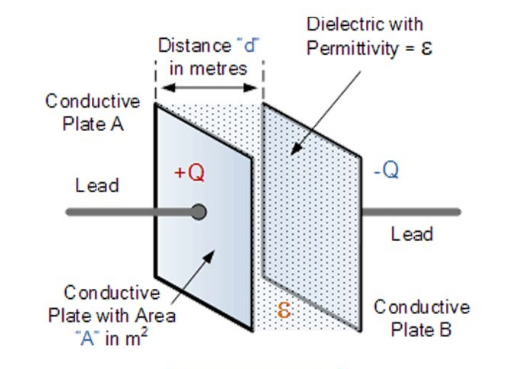 Dielectric with
Permittivity = ε
Distance "d"
in metres
Conductive
Plate A
+Q
-Q
Lead
Lead
Conductive
Plate with Area
"A" in m²
ε
Conductive
Plate B